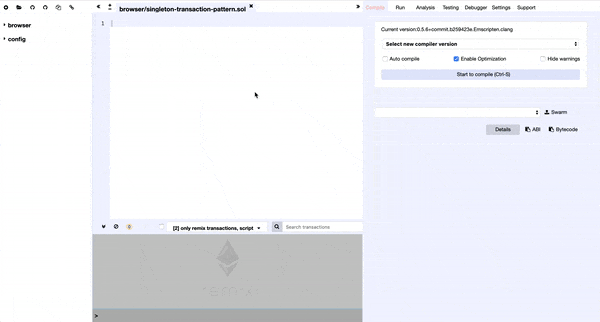 browser
config
browser/singleton-transaction-pattern.sol
1
Compile Run Analysis Testing Debugger Settings Support
Current version:0.5.6+commit.b259423e.Emscripten.clang
Select new compiler version
Auto compile Enable Optimization Hide warnings
Start to compile (Ctrl-S)
Swarm
Details ABI Bytecode
[2] only remix transactions, script
Search transactions
remix
>